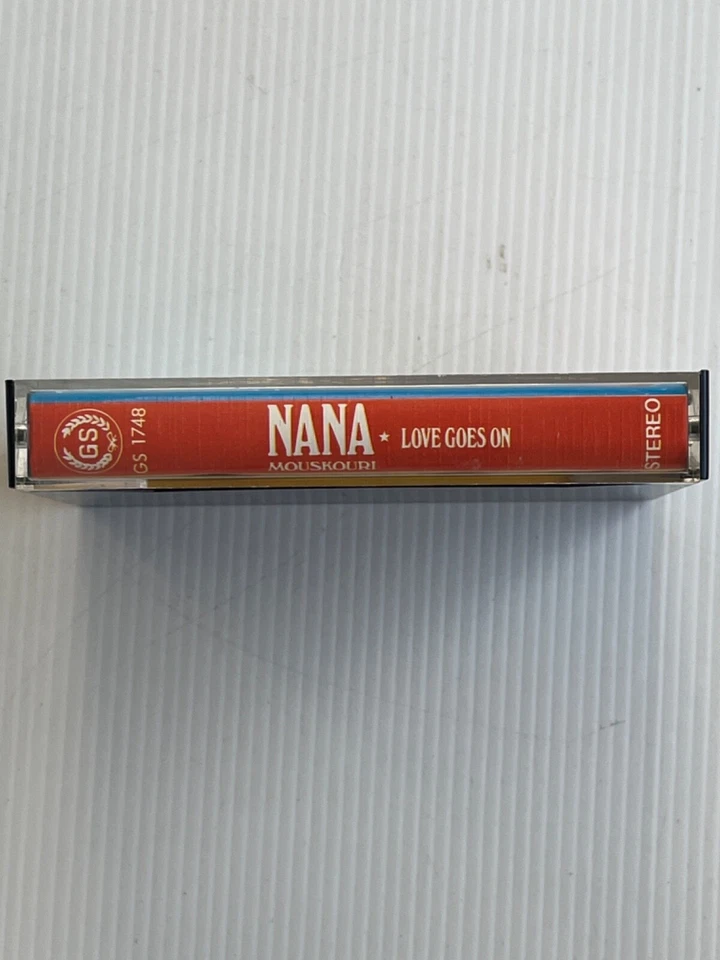 GS
GS 1748
NANA
MOUSKOURI
★ LOVE GOES ON
STEREO